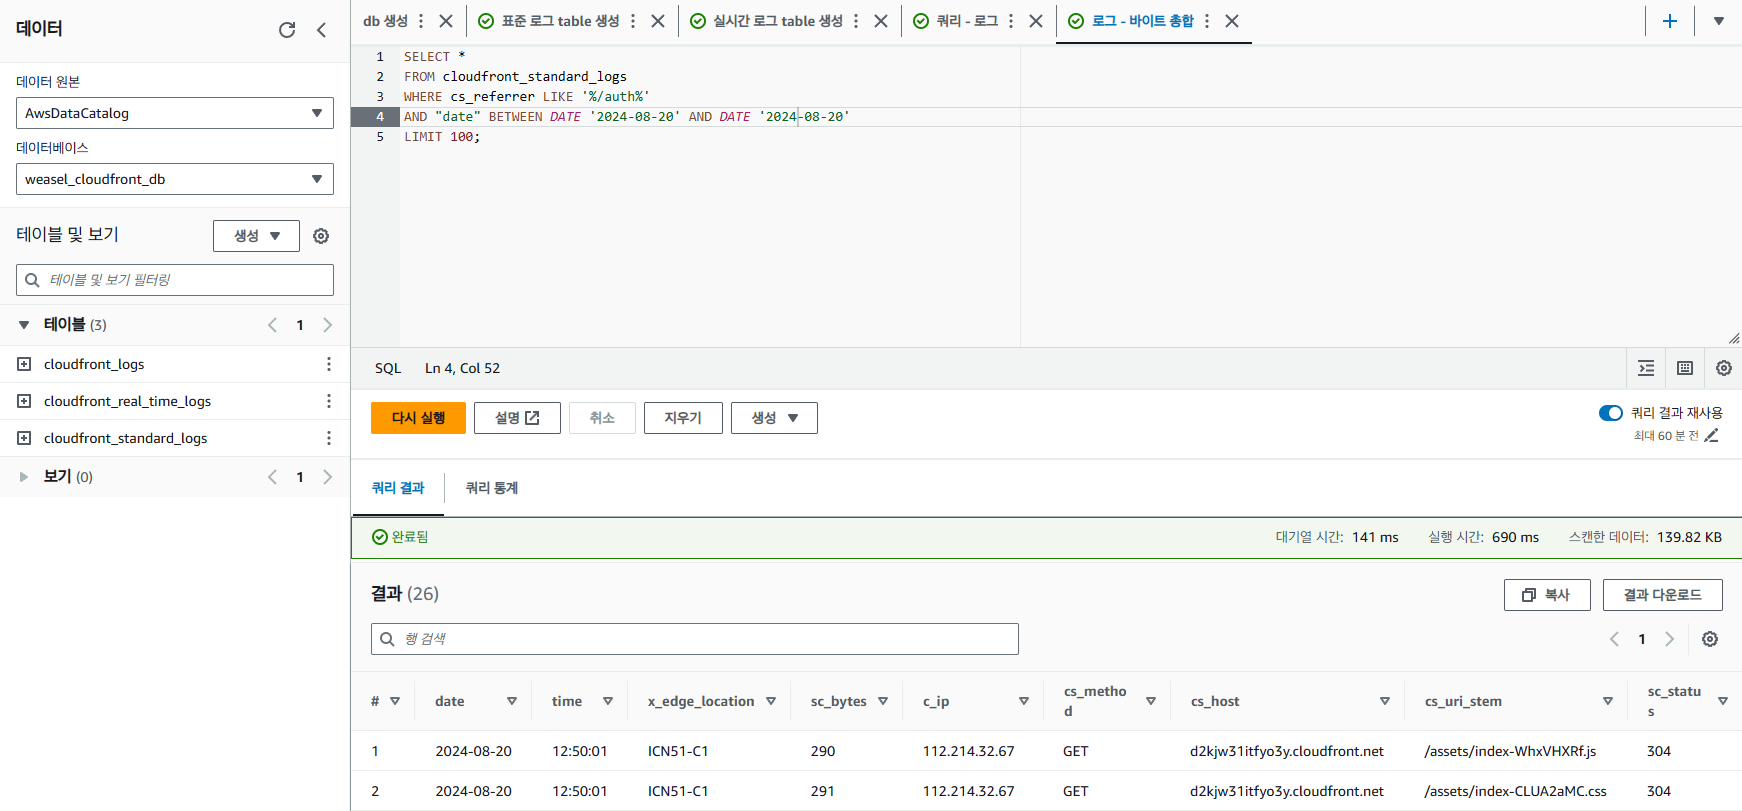 데이터
데이터 원본
AwsDataCatalog
데이터베이스
weasel_cloudfront_db
테이블 및 보기
생성
테이블 및 보기 필터링
테이블 (3)
1
cloudfront_logs
cloudfront_real_time_logs
cloudfront_standard_logs
보기 (0)
1
db 생성
표준 로그 table 생성
실시간 로그 table 생성
쿼리 - 로그
로그 - 바이트 총합
1 SELECT *
2 FROM cloudfront_standard_logs
3 WHERE cs_referrer LIKE '%/auth%'
4 AND "date" BETWEEN DATE '2024-08-20' AND DATE '2024-08-20'
5 LIMIT 100;
SQL Ln 4, Col 52
다시 실행
설명
취소
지우기
생성
쿼리 결과 재사용
최대 60 분 전
쿼리 결과
쿼리 통계
완료됨
대기열 시간: 141 ms
실행 시간: 690 ms
스캔한 데이터: 139.82 KB
결과 (26)
복사
결과 다운로드
행 검색
1
# date time x_edge_location sc_bytes c_ip cs_metho
d cs_host cs_uri_stem sc_statu
s
1 2024-08-20 12:50:01 ICN51-C1 290 112.214.32.67 GET d2kjw31itfyo3y.cloudfront.net /assets/index-WhxVHXRf.js 304
2 2024-08-20 12:50:01 ICN51-C1 291 112.214.32.67 GET d2kjw31itfyo3y.cloudfront.net /assets/index-CLUA2aMC.css 304